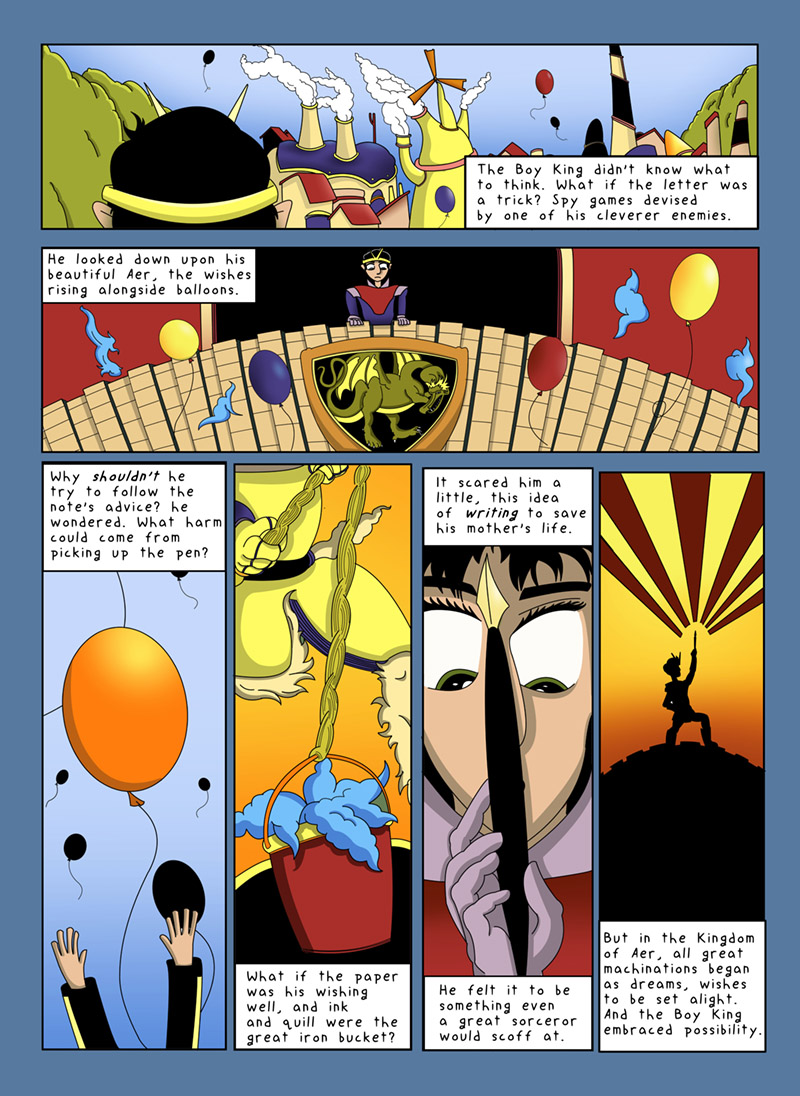 The Boy King didn't know what
to think. What if the letter was
a trick? Spy games devised
by one of his cleverer enemies.
He looked down upon his
beautiful Aer, the wishes
rising alongside balloons.
Why shouldn't he
try to follow the
note's advice? he
wondered. What harm
could come from
picking up the pen?
What if the paper
was his wishing
well, and ink
and quill were the
great iron bucket?
It scared him a
little, this idea
of writing to save
his mother's life.
He felt it to be
something even
a great sorceror
would scoff at.
But in the Kingdom
of Aer, all great
machinations began
as dreams, wishes
to be set alight.
And the Boy King
embraced possibility.